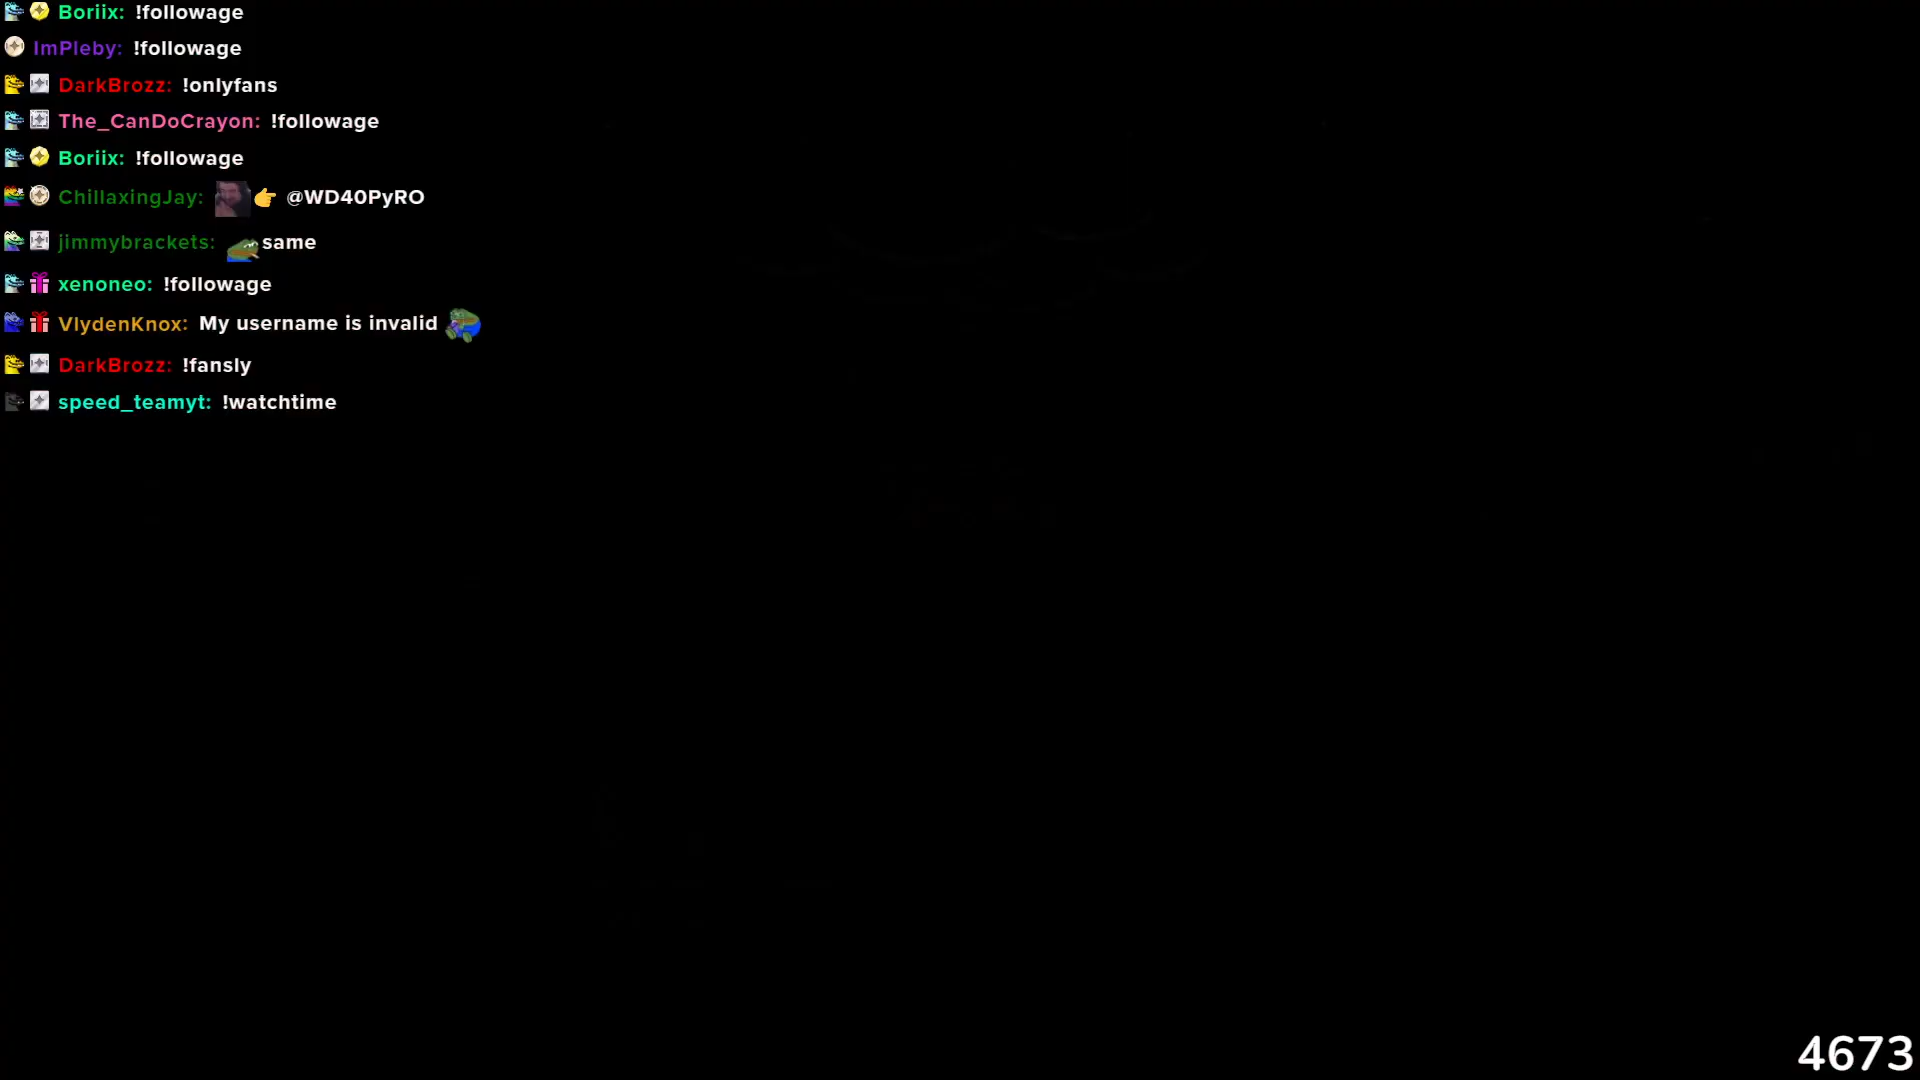 Boriix: !followage
ImPleby: !followage
DarkBrozz: !onlyfans
The_CanDoCrayon: !followage
Boriix: !followage
ChillaxingJay: 👉 @WD40PyRO
jimmybrackets: same
xenoneo: !followage
VlydenKnox: My username is invalid
DarkBrozz: !fansly
speed_teamyt: !watchtime
4673